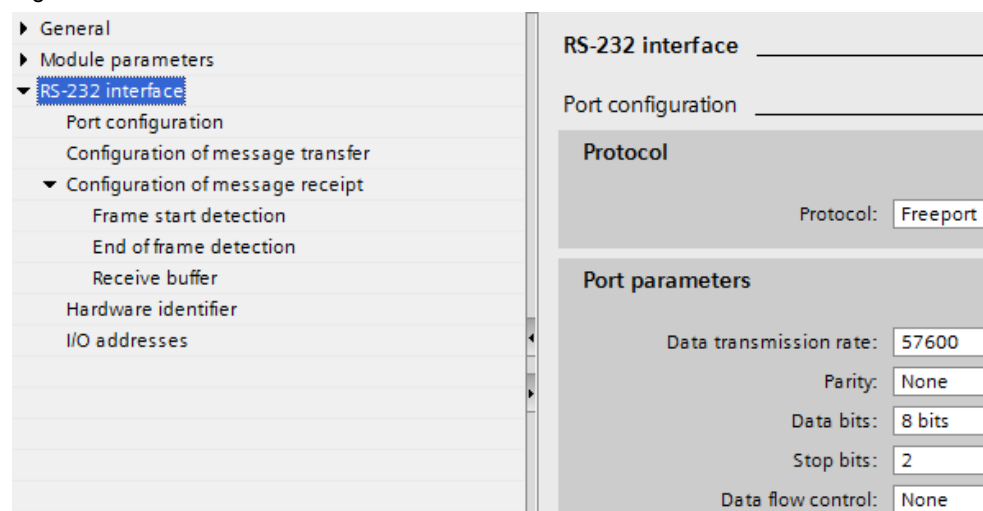 General
Module parameters
RS-232 interface
Port configuration
Configuration of message transfer
Configuration of message receipt
Frame start detection
End of frame detection
Receive buffer
Hardware identifier
I/O addresses
RS-232 interface
Port configuration
Protocol
Protocol: Freeport
Port parameters
Data transmission rate: 57600
Parity: None
Data bits: 8 bits
Stop bits: 2
Data flow control: None